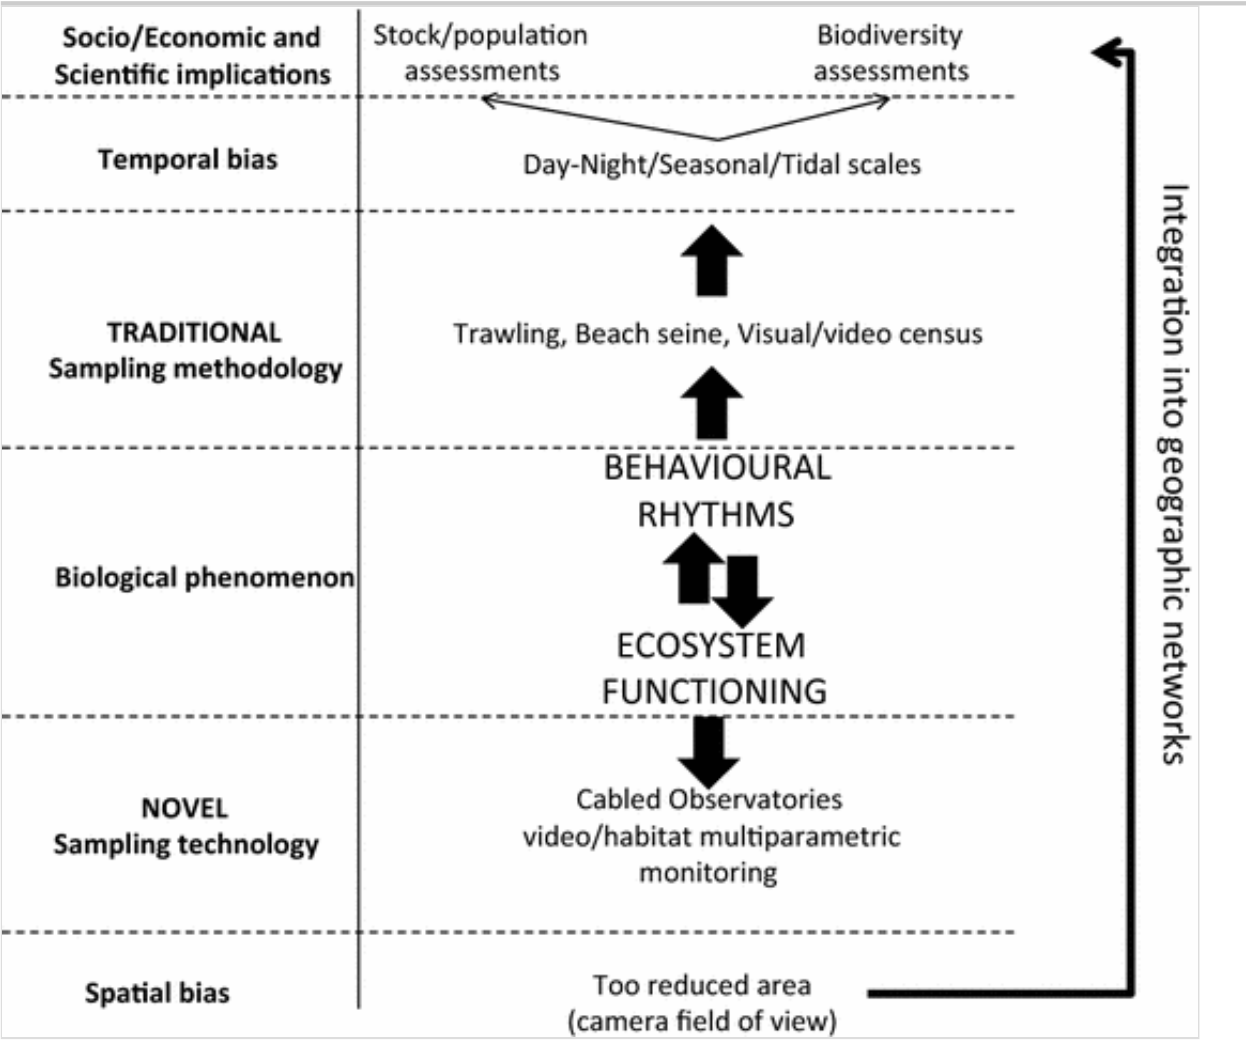 Socio/Economic and
Scientific implications
Stock/population
assessments
Biodiversity
assessments
Temporal bias
Day-Night/Seasonal/Tidal scales
TRADITIONAL
Sampling methodology
Trawling, Beach seine, Visual/video census
Biological phenomenon
BEHAVIOURAL
RHYTHMS
ECOSYSTEM
FUNCTIONING
NOVEL
Sampling technology
Cabled Observatories
video/habitat multiparametric
monitoring
Spatial bias
Too reduced area
(camera field of view)
Integration into geographic networks